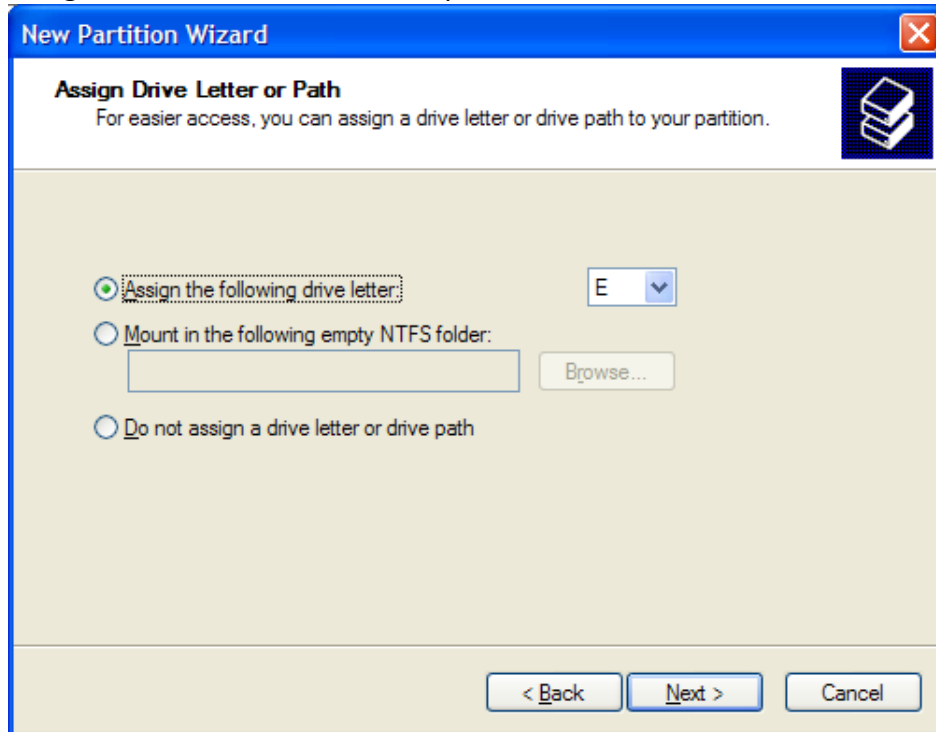 New Partition Wizard
Assign Drive Letter or Path
For easier access, you can assign a drive letter or drive path to your partition.
Assign the following drive letter: E
Mount in the following empty NTFS folder:
Browse...
Do not assign a drive letter or drive path
< Back Next > Cancel